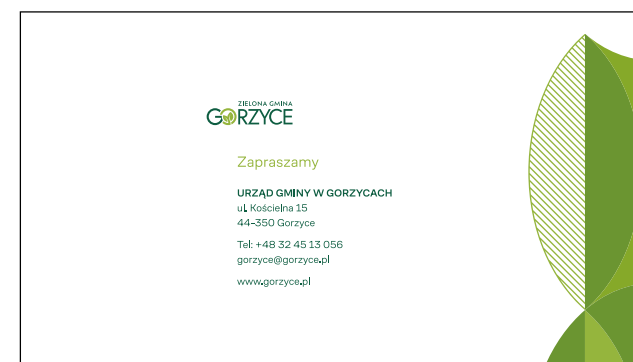 ZIELONA GMINA
GORZYCE
Zapraszamy
URZĄD GMINY W GORZYCACH
ul. Kościelna 15
44-350 Gorzyce
Tel: +48 32 45 13 056
gorzyce@gorzyce.pl
www.gorzyce.pl